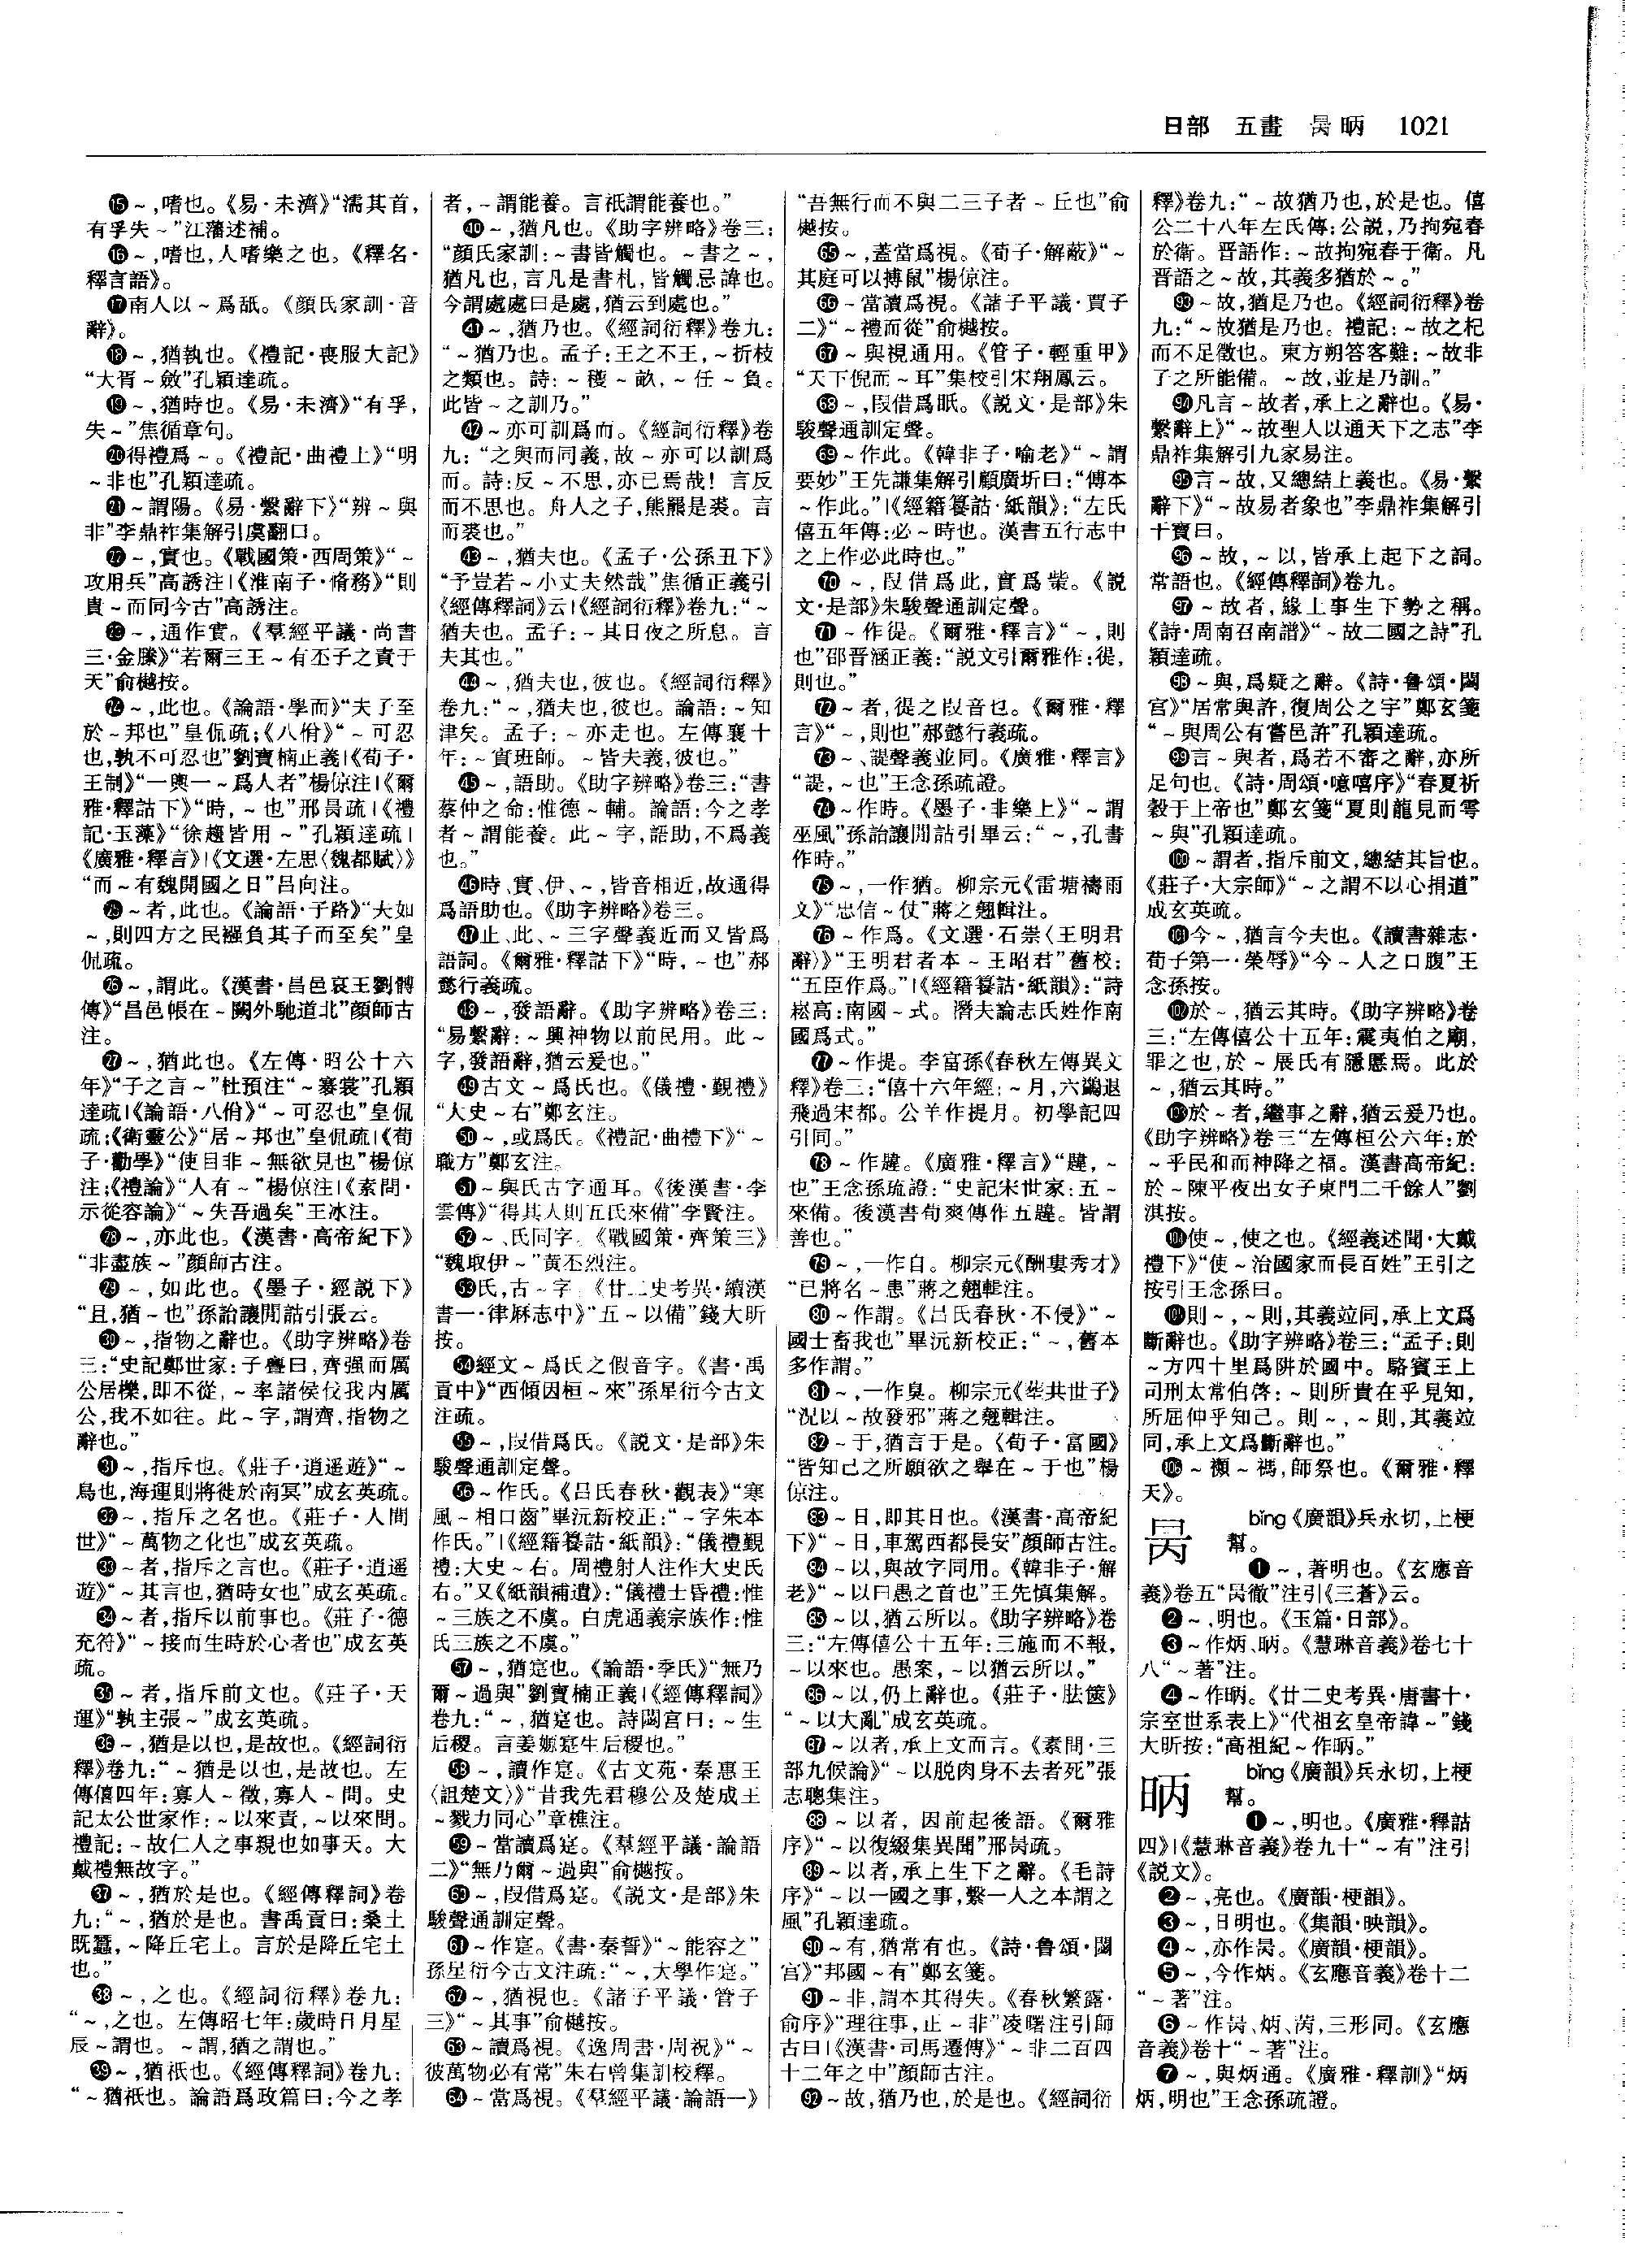 日部 五畫 昺昞 1021
⓯~,嗜也。《易·未濟》“濡其首,
有孚失~”江藩述補。
⓰~,嗜也,人嗜樂之也。《釋名·
釋言語》。
⓱南人以~爲舐。《顏氏家訓·音
辭》。
⓲~,猶執也。《禮記·喪服大記》
“大胥~斂”孔穎達疏。
⓳~,猶時也。《易·未濟》“有孚,
失~”焦循章句。
⓴得禮爲~。《禮記·曲禮上》“明
~非也”孔穎達疏。
㉑~謂陽。《易·繫辭下》“辨~與
非”李鼎祚集解引虞翻口。
㉒~,實也。《戰國策·西周策》“~
攻用兵”高誘注|《淮南子·脩務》“則
貴~而同今古”高誘注。
㉓~,通作實。《羣經平議·尚書
三·金縢》“若爾三王~有丕子之責于
天”俞樾按。
㉔~,此也。《論語·學而》“夫子至
於~邦也”皇侃疏;《八佾》“~可忍
也,孰不可忍也”劉寶楠正義|《荀子·
王制》“一與一~爲人者”楊倞注|《爾
雅·釋詁下》“時,~也”邢昺疏|《禮
記·玉藻》“徐趨皆用~”孔穎達疏|
《廣雅·釋言》|《文選·左思〈魏都賦〉》
“而~有魏開國之日”呂向注。
㉕~者,此也。《論語·子路》“夫如
~,則四方之民襁負其子而至矣”皇
侃疏。
㉖~,謂此。《漢書·昌邑哀王劉髆
傳》“昌邑帳在~闕外馳道北”顏師古
注。
㉗~,猶此也。《左傳·昭公十六
年》“子之言~”杜預注“~褰裳”孔穎
達疏|《論語·八佾》“~可忍也”皇侃
疏;《衛靈公》“居~邦也”皇侃疏|《荀
子·勸學》“使目非~無欲見也”楊倞
注;《禮論》“人有~”楊倞注|《素問·
示從容論》“~失吾過矣”王冰注。
㉘~,亦此也。《漢書·高帝紀下》
“非盡族~”顏師古注。
㉙~,如此也。《墨子·經説下》
“且,猶~也”孫詒讓閒詁引張云。
㉚~,指物之辭也。《助字辨略》卷
三:“史記鄭世家:子亹曰,齊强而厲
公居櫟,即不從,~率諸侯伐我内厲
公,我不如往。此~字,謂齊,指物之
辭也。”
㉛~,指斥也。《莊子·逍遥遊》“~
鳥也,海運則將徙於南冥”成玄英疏。
㉜~,指斥之名也。《莊子·人間
世》“~萬物之化也”成玄英疏。
㉝~者,指斥之言也。《莊子·逍遥
遊》“~其言也,猶時女也”成玄英疏。
㉞~者,指斥以前事也。《莊子·德
充符》“~接而生時於心者也”成玄英
疏。
㉟~者,指斥前文也。《莊子·天
運》“孰主張~”成玄英疏。
㊱~,猶是以也,是故也。《經詞衍
釋》卷九:“~猶是以也,是故也。左
傳僖四年:寡人~徵,寡人~問。史
記太公世家作:~以來責,~以來問。
禮記:~故仁人之事親也如事天。大
戴禮無故字。”
㊲~,猶於是也。《經傳釋詞》卷
九:“~,猶於是也。書禹貢曰:桑土
既蠶,~降丘宅土。言於是降丘宅土
也。”
㊳~,之也。《經詞衍釋》卷九:
“~,之也。左傳昭七年:歲時日月星
辰~謂也。~謂,猶之謂也。”
㊴~,猶祇也。《經傳釋詞》卷九:
“~猶祇也。論語爲政篇曰:今之孝
者,~謂能養。言祇謂能養也。”
㊵~,猶凡也。《助字辨略》卷三:
“顏氏家訓:~書皆觸也。~書之~,
猶凡也,言凡是書札,皆觸忌諱也。
今謂處處曰是處,猶云到處也。”
㊶~,猶乃也。《經詞衍釋》卷九:
“~猶乃也。孟子:王之不王,~折枝
之類也。詩:~穫~畝,~任~負。
此皆~之訓乃。”
㊷~亦可訓爲而。《經詞衍釋》卷
九:“之與而同義,故~亦可以訓爲
而。詩:反~不思,亦已焉哉!言反
而不思也。舟人之子,熊羆是裘。言
而裘也。”
㊸~,猶夫也。《孟子·公孫丑下》
“予豈若~小丈夫然哉”焦循正義引
《經傳釋詞》云|《經詞衍釋》卷九:“~
猶夫也。孟子:~其日夜之所息。言
夫其也。”
㊹~,猶夫也,彼也。《經詞衍釋》
卷九:“~,猶夫也,彼也。論語:~知
津矣。孟子:~亦走也。左傳襄十
年:~實班師。~皆夫義,彼也。”
㊺~,語助。《助字辨略》卷三:“書
蔡仲之命:惟德~輔。論語:今之孝
者~謂能養。此~字,語助,不爲義
也。”
㊻時、實、伊、~,皆音相近,故通得
爲語助也。《助字辨略》卷三。
㊼止、此、~三字聲義近而又皆爲
語詞。《爾雅·釋詁下》“時,~也”郝
懿行義疏。
㊽~,發語辭。《助字辨略》卷三:
“易繫辭:~興神物以前民用。此~
字,發語辭,猶云爰也。”
㊾古文~爲氏也。《儀禮·覲禮》
“大史~右”鄭玄注。
㊿~,或爲氏。《禮記·曲禮下》“~
職方”鄭玄注。
51~與氏古字通耳。《後漢書·李
雲傳》“得其人則五氏來備”李賢注。
52~、氏同字。《戰國策·齊策三》
“魏取伊~”黃丕烈注。
53氏,古~字。《廿二史考異·續漢
書一·律厤志中》“五~以備”錢大昕
按。
54經文~爲氏之假音字。《書·禹
貢中》“西傾因桓~來”孫星衍今古文
注疏。
55~,叚借爲氏。《説文·是部》朱
駿聲通訓定聲。
56~作氏。《呂氏春秋·觀表》“寒
風~相口齒”畢沅新校正:“~字朱本
作氏。”|《經籍籑詁·紙韻》:“儀禮覲
禮:大史~右。周禮射人注作大史氏
右。”又《紙韻補遺》:“儀禮士昏禮:惟
~三族之不虞。白虎通義宗族作:惟
氏三族之不虞。”
57~,猶寔也。《論語·季氏》“無乃
爾~過與”劉寶楠正義|《經傳釋詞》
卷九:“~,猶寔也。詩閟宫曰:~生
后稷。言姜嫄寔生后稷也。”
58~,讀作寔。《古文苑·秦惠王
〈詛楚文〉》“昔我先君穆公及楚成王
~戮力同心”章樵注。
59~當讀爲寔。《羣經平議·論語
二》“無乃爾~過與”俞樾按。
60~,叚借爲寔。《説文·是部》朱
駿聲通訓定聲。
61~作寔。《書·秦誓》“~能容之”
孫星衍今古文注疏:“~,大學作寔。”
62~,猶視也。《諸子平議·管子
三》“~其事”俞樾按。
63~讀爲視。《逸周書·周祝》“~
彼萬物必有常”朱右曾集訓校釋。
64~當爲視。《羣經平議·論語一》
“吾無行而不與二三子者~丘也”俞
樾按。
65~,蓋當爲視。《荀子·解蔽》“~
其庭可以搏鼠”楊倞注。
66~當讀爲視。《諸子平議·賈子
二》“~禮而從”俞樾按。
67~與視通用。《管子·輕重甲》
“天下倪而~耳”集校引宋翔鳳云。
68~,叚借爲眡。《説文·是部》朱
駿聲通訓定聲。
69~作此。《韓非子·喻老》“~謂
要妙”王先謙集解引顧廣圻曰:“傅本
~作此。”|《經籍籑詁·紙韻》:“左氏
僖五年傳:必~時也。漢書五行志中
之上作必此時也。”
70~,叚借爲此,實爲柴。《説
文·是部》朱駿聲通訓定聲。
71~作徥。《爾雅·釋言》“~,則
也”邵晋涵正義:“説文引爾雅作:徥,
則也。”
72~者,徥之叚音也。《爾雅·釋
言》“~,則也”郝懿行義疏。
73~、諟聲義並同。《廣雅·釋言》
“諟,~也”王念孫疏證。
74~作時。《墨子·非樂上》“~謂
巫風”孫詒讓閒詁引畢云:“~,孔書
作時。”
75~,一作猶。柳宗元《雷塘禱雨
文》“忠信~仗”蔣之翹輯注。
76~作爲。《文選·石崇〈王明君
辭〉》“王明君者本~王昭君”舊校:
“五臣作爲。”|《經籍籑詁·紙韻》:“詩
崧高:南國~式。潛夫論志氏姓作南
國爲式。”
77~作提。李富孫《春秋左傳異文
釋》卷三:“僖十六年經:~月,六鷁退
飛過宋都。公羊作提月。初學記四
引同。”
78~作韙。《廣雅·釋言》“韙,~
也”王念孫疏證:“史記宋世家:五~
來備。後漢書荀爽傳作五韙。皆謂
善也。”
79~,一作自。柳宗元《酬婁秀才》
“已將名~患”蔣之翹輯注。
80~作謂。《呂氏春秋·不侵》“~
國士畜我也”畢沅新校正:“~,舊本
多作謂。”
81~,一作臭。柳宗元《龏共世子》
“況以~故發邪”蔣之翹輯注。
82~于,猶言于是。《荀子·富國》
“皆知己之所願欲之舉在~于也”楊
倞注。
83~日,即其日也。《漢書·高帝紀
下》“~日,車駕西都長安”顏師古注。
84~以,與故字同用。《韓非子·解
老》“~以曰愚之首也”王先慎集解。
85~以,猶云所以。《助字辨略》卷
三:“左傳僖公十五年:三施而不報,
~以來也。愚案,~以猶云所以。”
86~以,仍上辭也。《莊子·胠篋》
“~以大亂”成玄英疏。
87~以者,承上文而言。《素問·三
部九候論》“~以脱肉身不去者死”張
志聰集注。
88~以者,因前起後語。《爾雅
序》“~以復綴集異聞”邢昺疏。
89~以者,承上生下之辭。《毛詩
序》“~以一國之事,繫一人之本謂之
風”孔穎達疏。
90~有,猶常有也。《詩·魯頌·閟
宫》“邦國~有”鄭玄箋。
91~非,謂本其得失。《春秋繁露·
俞序》“理往事,止~非”凌曙注引師
古曰|《漢書·司馬遷傳》“~非二百四
十二年之中”顏師古注。
92~故,猶乃也,於是也。《經詞衍
釋》卷九:“~故猶乃也,於是也。僖
公二十八年左氏傳:公説,乃拘宛春
於衛。晋語作:~故拘宛春于衛。凡
晋語之~故,其義多猶於~。”
93~故,猶是乃也。《經詞衍釋》卷
九:“~故猶是乃也。禮記:~故之杞
而不足徵也。東方朔答客難:~故非
子之所能備。~故,並是乃訓。”
94凡言~故者,承上之辭也。《易·
繫辭上》“~故聖人以通天下之志”李
鼎祚集解引九家易注。
95言~故,又總結上義也。《易·繫
辭下》“~故易者象也”李鼎祚集解引
干寶曰。
96~故,~以,皆承上起下之詞。
常語也。《經傳釋詞》卷九。
97~故者,緣上事生下勢之稱。
《詩·周南召南譜》“~故二國之詩”孔
穎達疏。
98~與,爲疑之辭。《詩·魯頌·閟
宫》“居常與許,復周公之宇”鄭玄箋
“~與周公有嘗邑許”孔穎達疏。
99言~與者,爲若不審之辭,亦所
足句也。《詩·周頌·噫嘻序》“春夏祈
穀于上帝也”鄭玄箋“夏則龍見而雩
~與”孔穎達疏。
100~謂者,指斥前文,總結其旨也。
《莊子·大宗師》“~之謂不以心捐道”
成玄英疏。
101今~,猶言今夫也。《讀書雜志·
荀子第一·榮辱》“今~人之口腹”王
念孫按。
102於~,猶云其時。《助字辨略》卷
三:“左傳僖公十五年:震夷伯之廟,
罪之也,於~展氏有隱慝焉。此於
~,猶云其時。”
103於~者,繼事之辭,猶云爰乃也。
《助字辨略》卷三“左傳桓公六年:於
~乎民和而神降之福。漢書高帝紀:
於~陳平夜出女子東門二千餘人”劉
淇按。
104使~,使之也。《經義述聞·大戴
禮下》“使~治國家而長百姓”王引之
按引王念孫曰。
105則~,~則,其義竝同,承上文爲
斷辭也。《助字辨略》卷三:“孟子:則
~方四十里爲阱於國中。駱賓王上
司刑太常伯啓:~則所貴在乎見知,
所屈伸乎知己。則~,~則,其義竝
同,承上文爲斷辭也。”
106~禷~禡,師祭也。《爾雅·釋
天》。
昺 bǐng《廣韻》兵永切,上梗
幫。
❶~,著明也。《玄應音
義》卷五“昺徹”注引《三蒼》云。
❷~,明也。《玉篇·日部》。
❸~作炳、昞。《慧琳音義》卷七十
八“~著”注。
❹~作昞。《廿二史考異·唐書十·
宗室世系表上》“代祖玄皇帝諱~”錢
大昕按:“高祖紀~作昞。”
昞 bǐng《廣韻》兵永切,上梗
幫。
❶~,明也。《廣雅·釋詁
四》|《慧琳音義》卷九十“~有”注引
《説文》。
❷~,亮也。《廣韻·梗韻》。
❸~,日明也。《集韻·映韻》。
❹~,亦作昺。《廣韻·梗韻》。
❺~,今作炳。《玄應音義》卷十二
“~著”注。
❻~作昺、炳、苪,三形同。《玄應
音義》卷十“~著”注。
❼~,與炳通。《廣雅·釋訓》“炳
炳,明也”王念孫疏證。